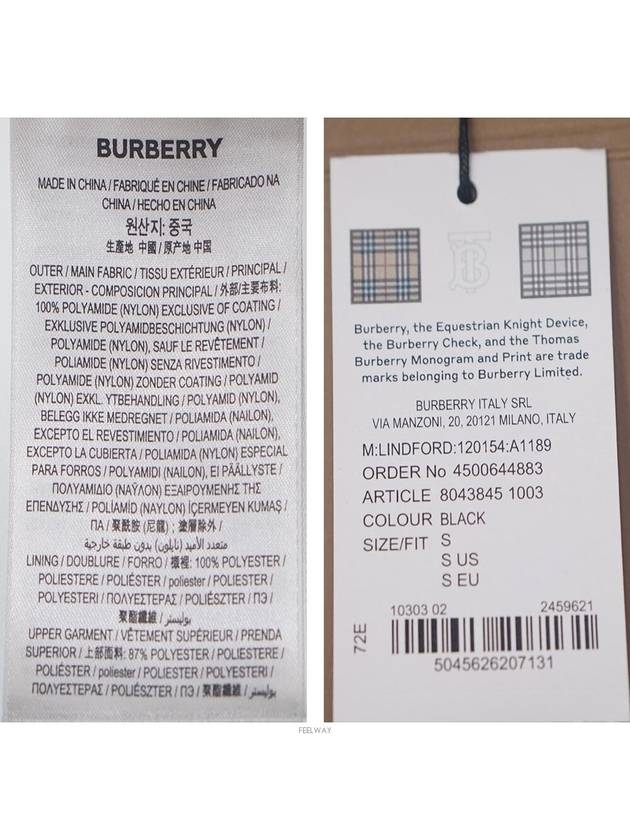 BURBERRY
MADE IN CHINA / FABRIQUÉ EN CHINE / FABRICADO NA
CHINA / HECHO EN CHINA
원산지: 중국
生產地 中國 / 原产地 中国
OUTER / MAIN FABRIC / TISSU EXTÉRIEUR / PRINCIPAL /
EXTERIOR - COMPOSICION PRINCIPAL / 外部/主要布料:
100% POLYAMIDE (NYLON) EXCLUSIVE OF COATING /
EXKLUSIVE POLYAMIDBESCHICHTUNG (NYLON) /
POLYAMIDE (NYLON), SAUF LE REVÊTEMENT /
POLIAMIDE (NYLON) SENZA RIVESTIMENTO /
POLYAMIDE (NYLON) ZONDER COATING / POLYAMID
(NYLON) EXKL. YTBEHANDLING / POLYAMID (NYLON),
BELEGG IKKE MEDREGNET / POLIAMIDA (NAILON),
EXCEPTO EL REVESTIMIENTO / POLIAMIDA (NAILON),
EXCEPTO LA CUBIERTA / POLIAMIDA (NYLON) ESPECIAL
PARA FORROS / POLYAMIDI (NAILON), EI PÄÄLLYSTE /
ΠΟΛΥΑΜΙΔΙΟ (ΝΑΫΛΟΝ) ΕΞΑΙΡΟΥΜΕΝΗΣ ΤΗΣ
ΕΠΕΝΔΥΣΗΣ / POLİAMİD (NAYLON) İÇERMEYEN KUMAŞ /
ПА / 聚酰胺 (尼龍) ; 塗層除外 /
متعدد الأميد (نايلون) بدون طبقة خارجية
LINING / DOUBLURE / FORRO / 襯裡: 100% POLYESTER /
POLIESTERE / POLIÉSTER / poliester / POLIESTER /
POLYESTERI / ΠΟΛΥΕΣΤΕΡΑΣ / POLIÉSZTER / ПЭ /
聚酯纖維 / بوليستر
UPPER GARMENT / VÊTEMENT SUPÉRIEUR / PRENDA
SUPERIOR / 上部面料: 87% POLYESTER / POLIESTERE /
POLIÉSTER / poliester / POLIESTER / POLYESTERI /
ΠΟΛΥΕΣΤΕΡΑΣ / POLIÉSZTER / ПЭ / 聚酯纖維 / بوليستر
Burberry, the Equestrian Knight Device,
the Burberry Check, and the Thomas
Burberry Monogram and Print are trade
marks belonging to Burberry Limited.
BURBERRY ITALY SRL
VIA MANZONI, 20, 20121 MILANO, ITALY
M:LINDFORD:120154:A1189
ORDER No 4500644883
ARTICLE 8043845 1003
COLOUR BLACK
SIZE/FIT S
S US
S EU
72E
10303 02 2459621
5045626207131
FEELWAY